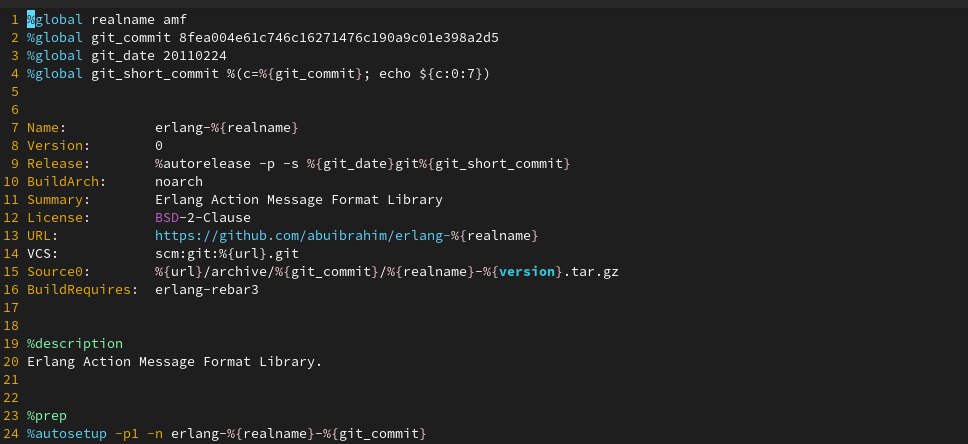 1 %global realname amf
2 %global git_commit 8fea004e61c746c16271476c190a9c01e398a2d5
3 %global git_date 20110224
4 %global git_short_commit %(c=%{git_commit}; echo ${c:0:7})
5
6
7 Name:           erlang-%{realname}
8 Version:        0
9 Release:        %autorelease -p -s %{git_date}git%{git_short_commit}
10 BuildArch:      noarch
11 Summary:        Erlang Action Message Format Library
12 License:        BSD-2-Clause
13 URL:            https://github.com/abuibrahim/erlang-%{realname}
14 VCS:            scm:git:%{url}.git
15 Source0:        %{url}/archive/%{git_commit}/%{realname}-%{version}.tar.gz
16 BuildRequires:  erlang-rebar3
17
18
19 %description
20 Erlang Action Message Format Library.
21
22
23 %prep
24 %autosetup -p1 -n erlang-%{realname}-%{git_commit}